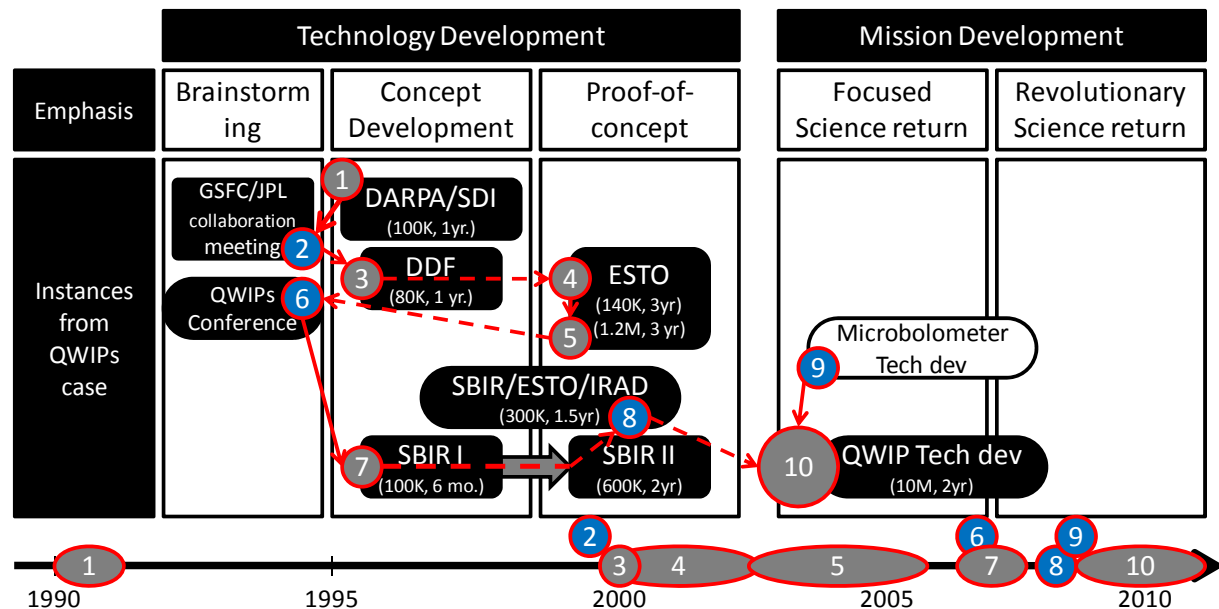 Technology Development
Mission Development
Emphasis
Brainstorm
ing
Concept
Development
Proof-of-
concept
Focused
Science return
Revolutionary
Science return
Instances
from
QWIPs
case
GSFC/JPL
collaboration
meeting
2
1
DARPA/SDI
(100K, 1yr.)
3
DDF
(80K, 1 yr.)
4
5
ESTO
(140K, 3yr)
(1.2M, 3 yr)
QWIPs
Conference
6
Microbolometer
Tech dev
9
SBIR/ESTO/IRAD
(300K, 1.5yr)
8
7
SBIR I
(100K, 6 mo.)
SBIR II
(600K, 2yr)
10
QWIP Tech dev
(10M, 2yr)
2
6
9
1
3
4
5
7
8
10
1990
1995
2000
2005
2010